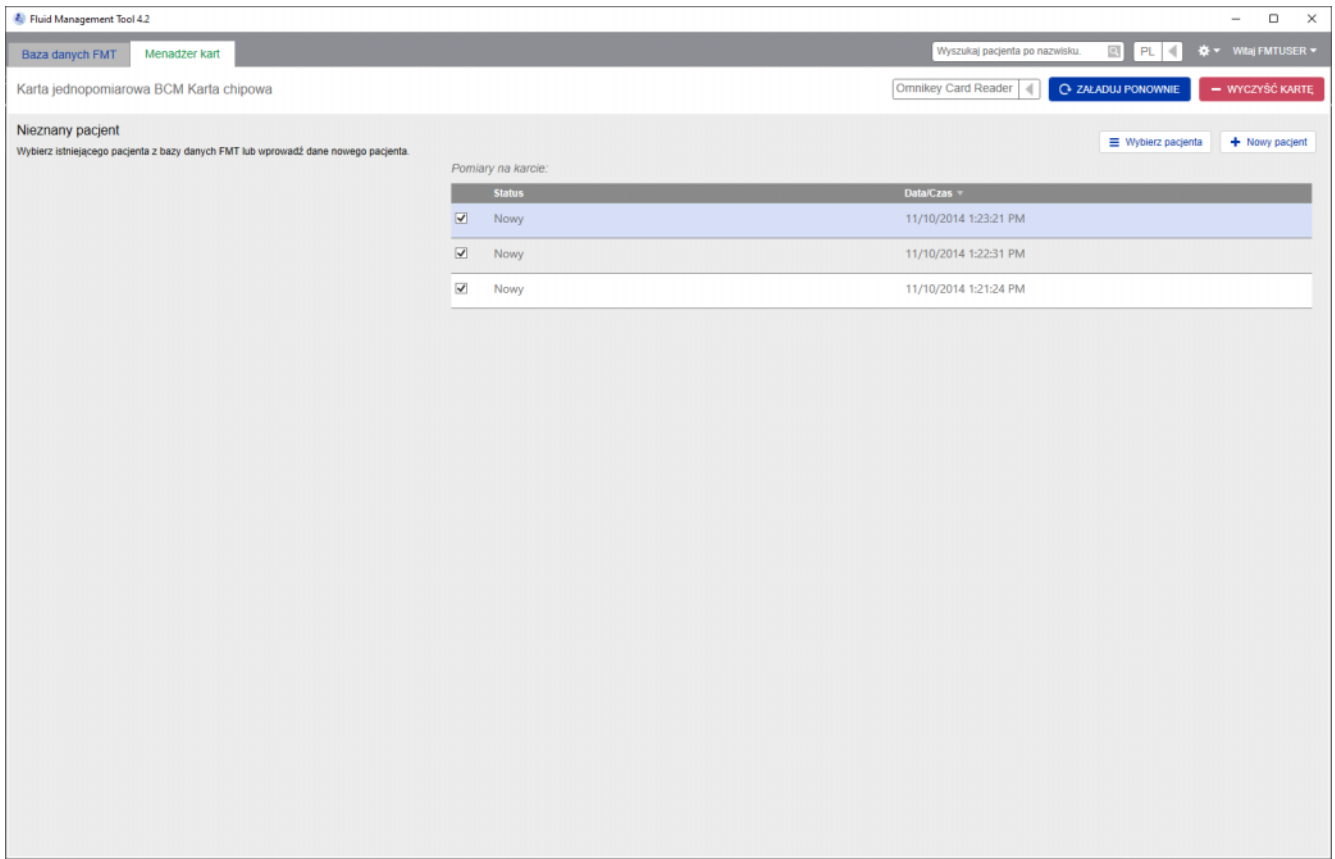 Fluid Management Tool 4.2
Baza danych FMT Menadżer kart Wyszukaj pacjenta po nazwisku. PL Witaj FMTUSER
Karta jednopomiarowa BCM Karta chipowa Omnikey Card Reader ZAŁADUJ PONOWNIE WYCZYŚĆ KARTĘ
Nieznany pacjent
Wybierz istniejącego pacjenta z bazy danych FMT lub wprowadź dane nowego pacjenta.
Wybierz pacjenta Nowy pacjent
Pomiary na karcie:
Status Data/Czas
Nowy 11/10/2014 1:23:21 PM
Nowy 11/10/2014 1:22:31 PM
Nowy 11/10/2014 1:21:24 PM